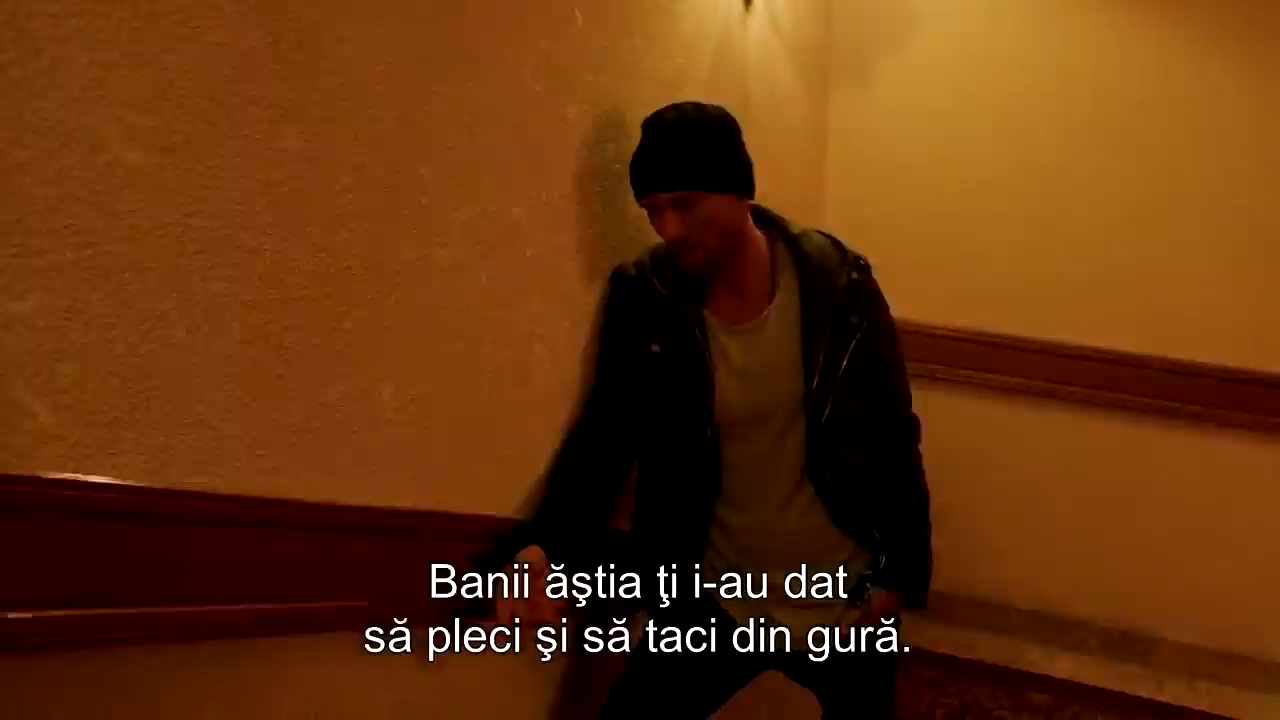 Banii ăştia ţi i-au dat
să pleci şi să taci din gură.